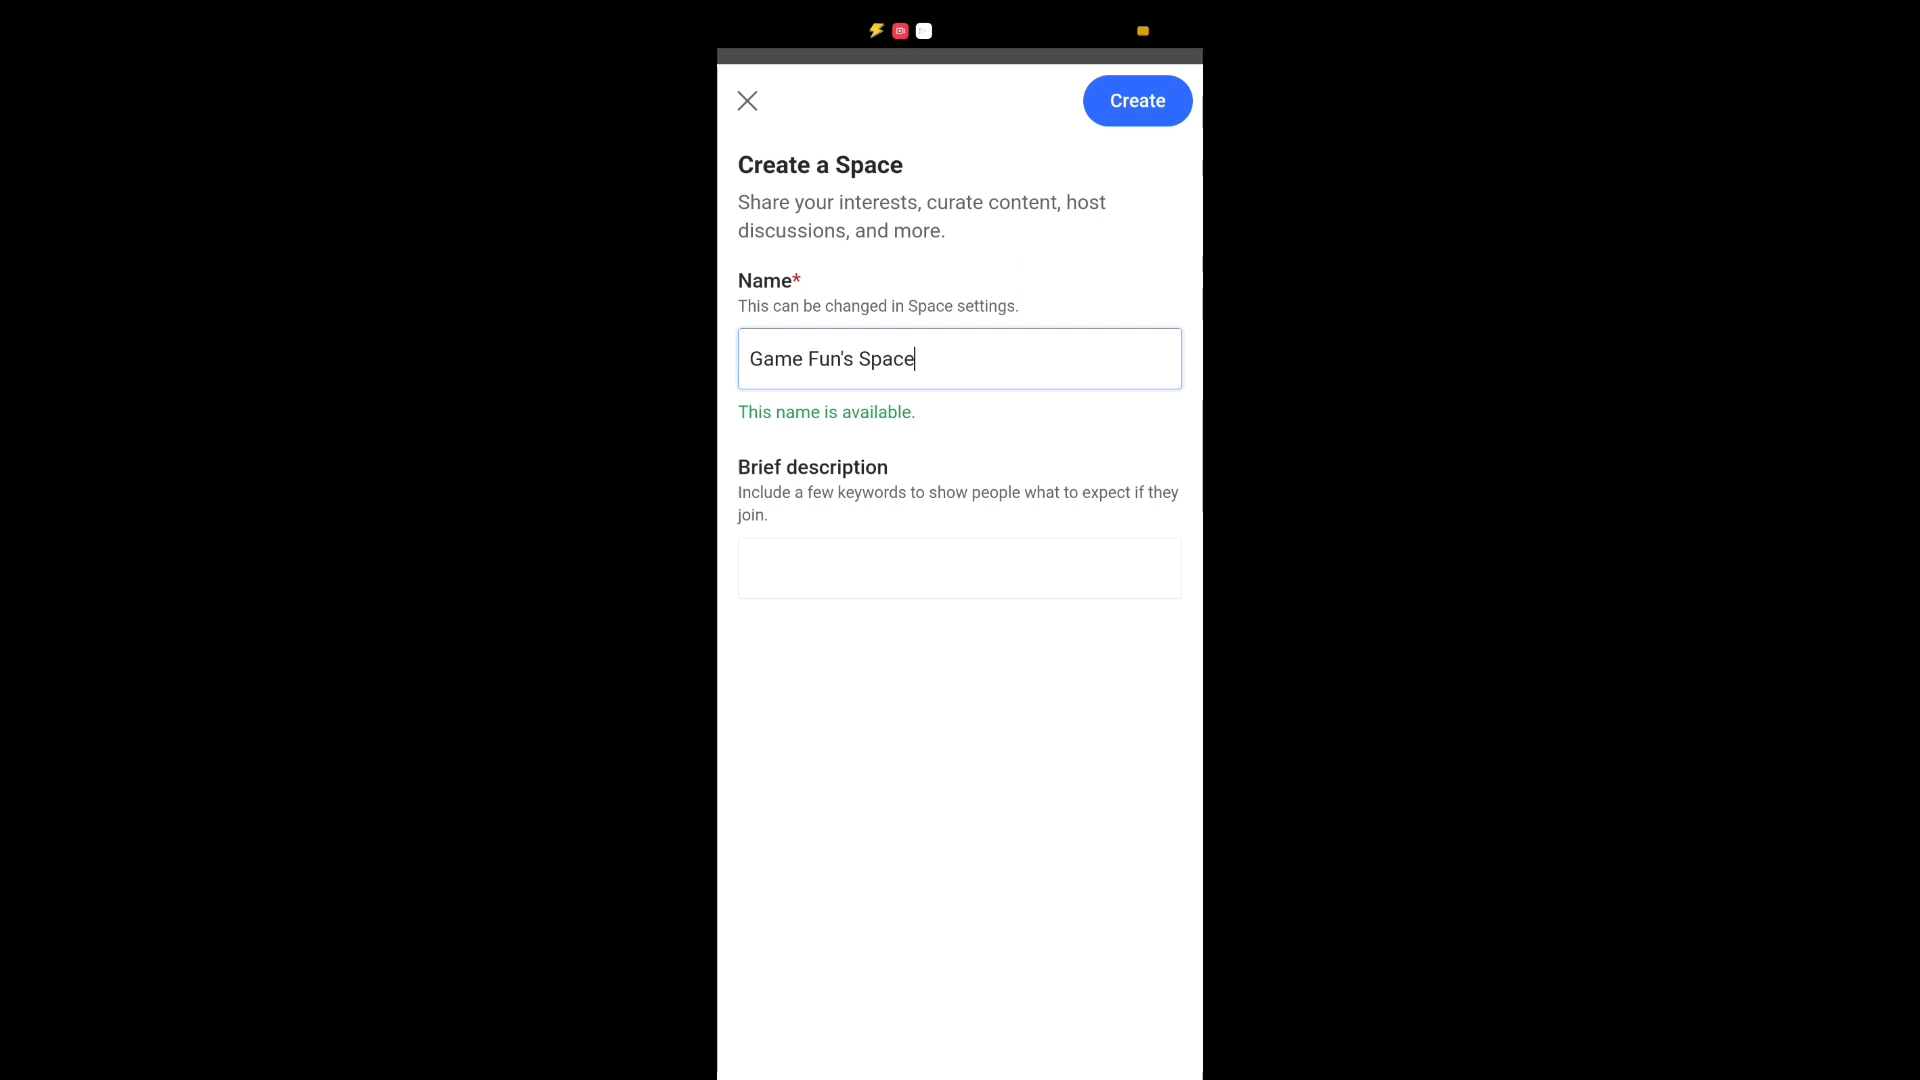 Create
Create a Space
Share your interests, curate content, host
discussions, and more.
Name*
This can be changed in Space settings.
Game Fun's Space
This name is available.
Brief description
Include a few keywords to show people what to expect if they
join.